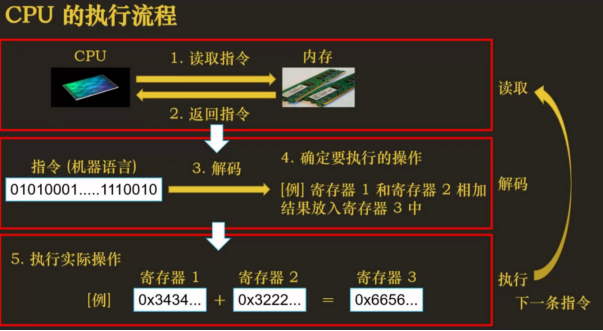 CPU 的执行流程
CPU
1. 读取指令
内存
2. 返回指令
读取
指令 (机器语言)
01010001.....1110010
3. 解码
4. 确定要执行的操作
[例] 寄存器 1 和寄存器 2 相加
结果放入寄存器 3 中
解码
5. 执行实际操作
寄存器 1
寄存器 2
寄存器 3
[例]
0x3434...
+
0x3222...
=
0x6656...
执行
下一条指令